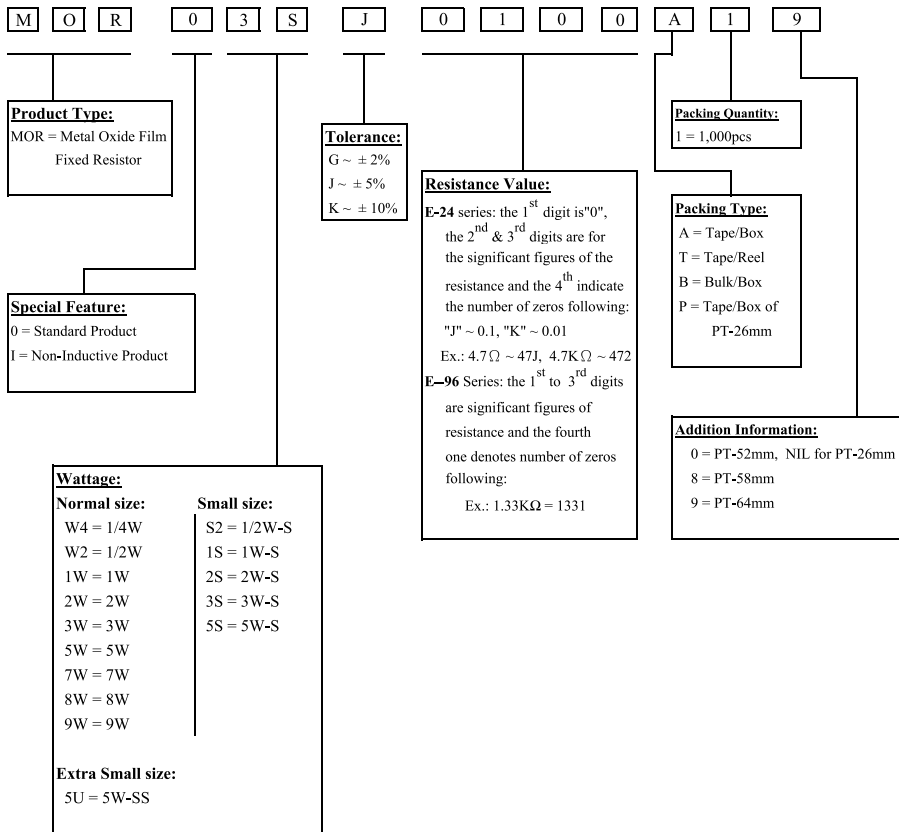 M O R 0 3 S J 0 1 0 0 A 1 9
Product Type:
MOR = Metal Oxide Film
Fixed Resistor
Special Feature:
0 = Standard Product
I = Non-Inductive Product
Wattage:
Normal size:
W4 = 1/4W
W2 = 1/2W
1W = 1W
2W = 2W
3W = 3W
5W = 5W
7W = 7W
8W = 8W
9W = 9W
Small size:
S2 = 1/2W-S
1S = 1W-S
2S = 2W-S
3S = 3W-S
5S = 5W-S
Extra Small size:
5U = 5W-SS
Tolerance:
G ~ ± 2%
J ~ ± 5%
K ~ ± 10%
Resistance Value:
E-24 series: the 1st digit is"0",
the 2nd & 3rd digits are for
the significant figures of the
resistance and the 4th indicate
the number of zeros following:
"J" ~ 0.1, "K" ~ 0.01
Ex.: 4.7Ω ~ 47J, 4.7KΩ ~ 472
E–96 Series: the 1st to 3rd digits
are significant figures of
resistance and the fourth
one denotes number of zeros
following:
Ex.: 1.33KΩ = 1331
Packing Quantity:
1 = 1,000pcs
Packing Type:
A = Tape/Box
T = Tape/Reel
B = Bulk/Box
P = Tape/Box of
PT-26mm
Addition Information:
0 = PT-52mm, NIL for PT-26mm
8 = PT-58mm
9 = PT-64mm